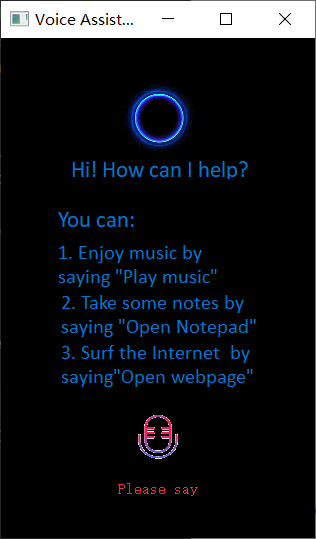 Voice Assist...
Hi! How can I help?
You can:
1. Enjoy music by
saying "Play music"
2. Take some notes by
saying "Open Notepad"
3. Surf the Internet  by
saying"Open webpage"
Please say